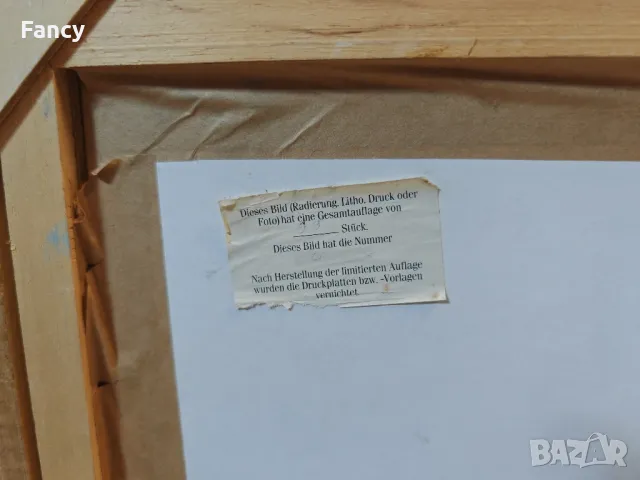 Fancy
Dieses Bild (Radierung, Litho, Druck oder
Foto) hat eine Gesamtauflage von
________ Stück.
Dieses Bild hat die Nummer
Nach Herstellung der limitierten Auflage
wurden die Druckplatten bzw. -Vorlagen
vernichtet.
BAZAR